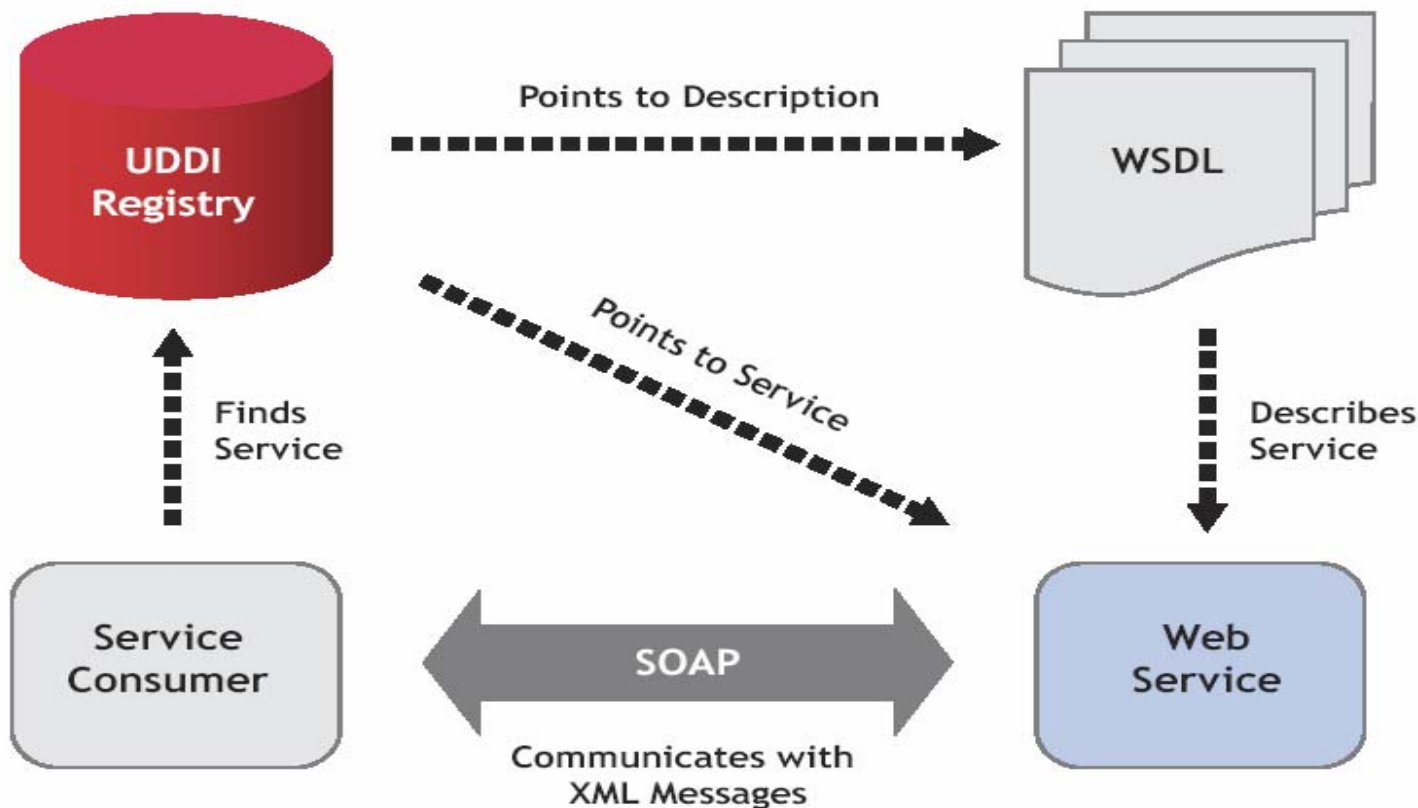 UDDI
Registry
Points to Description
WSDL
Points to Service
Finds
Service
Describes
Service
Service
Consumer
SOAP
Web
Service
Communicates with
XML Messages